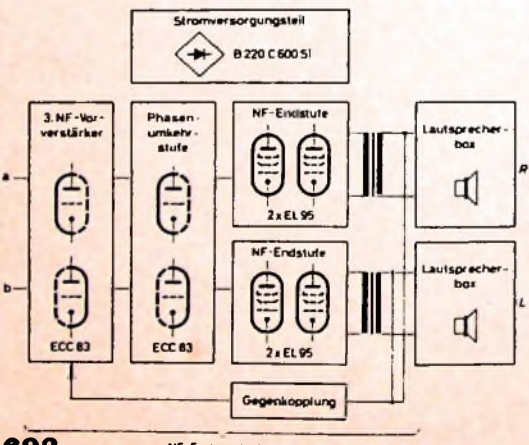 Stromversorgungsteil
B 220 C 600 Si
3. NF-Vor-
verstärker
Phasen-
umkehr-
stufe
NF-Endstufe
Lautsprecher-
box
a
R
2 x EL 95
NF-Endstufe
Lautsprecher-
box
b
L
ECC 83
ECC 83
2 x EL 95
Gegenkopplung